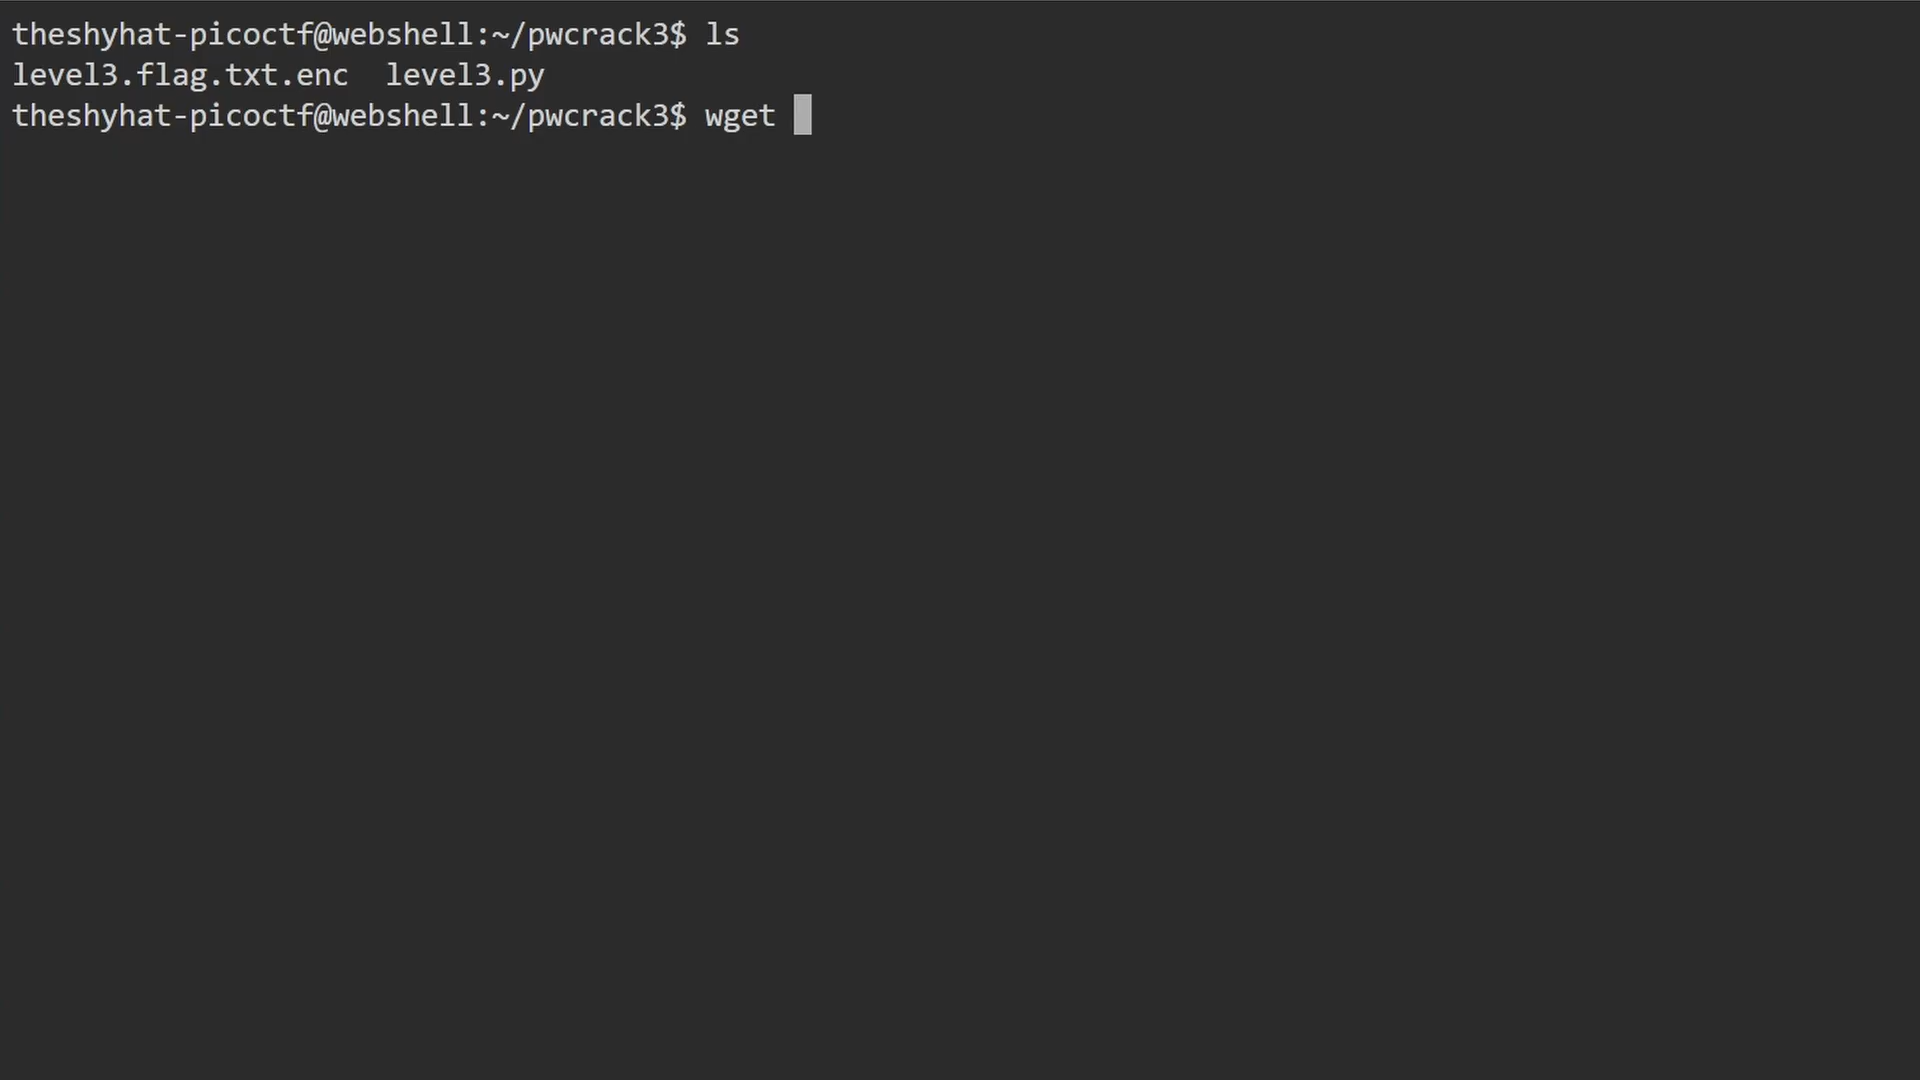 theshyhat-picoctf@webshell:~/pwcrack3$ ls
level3.flag.txt.enc  level3.py
theshyhat-picoctf@webshell:~/pwcrack3$ wget